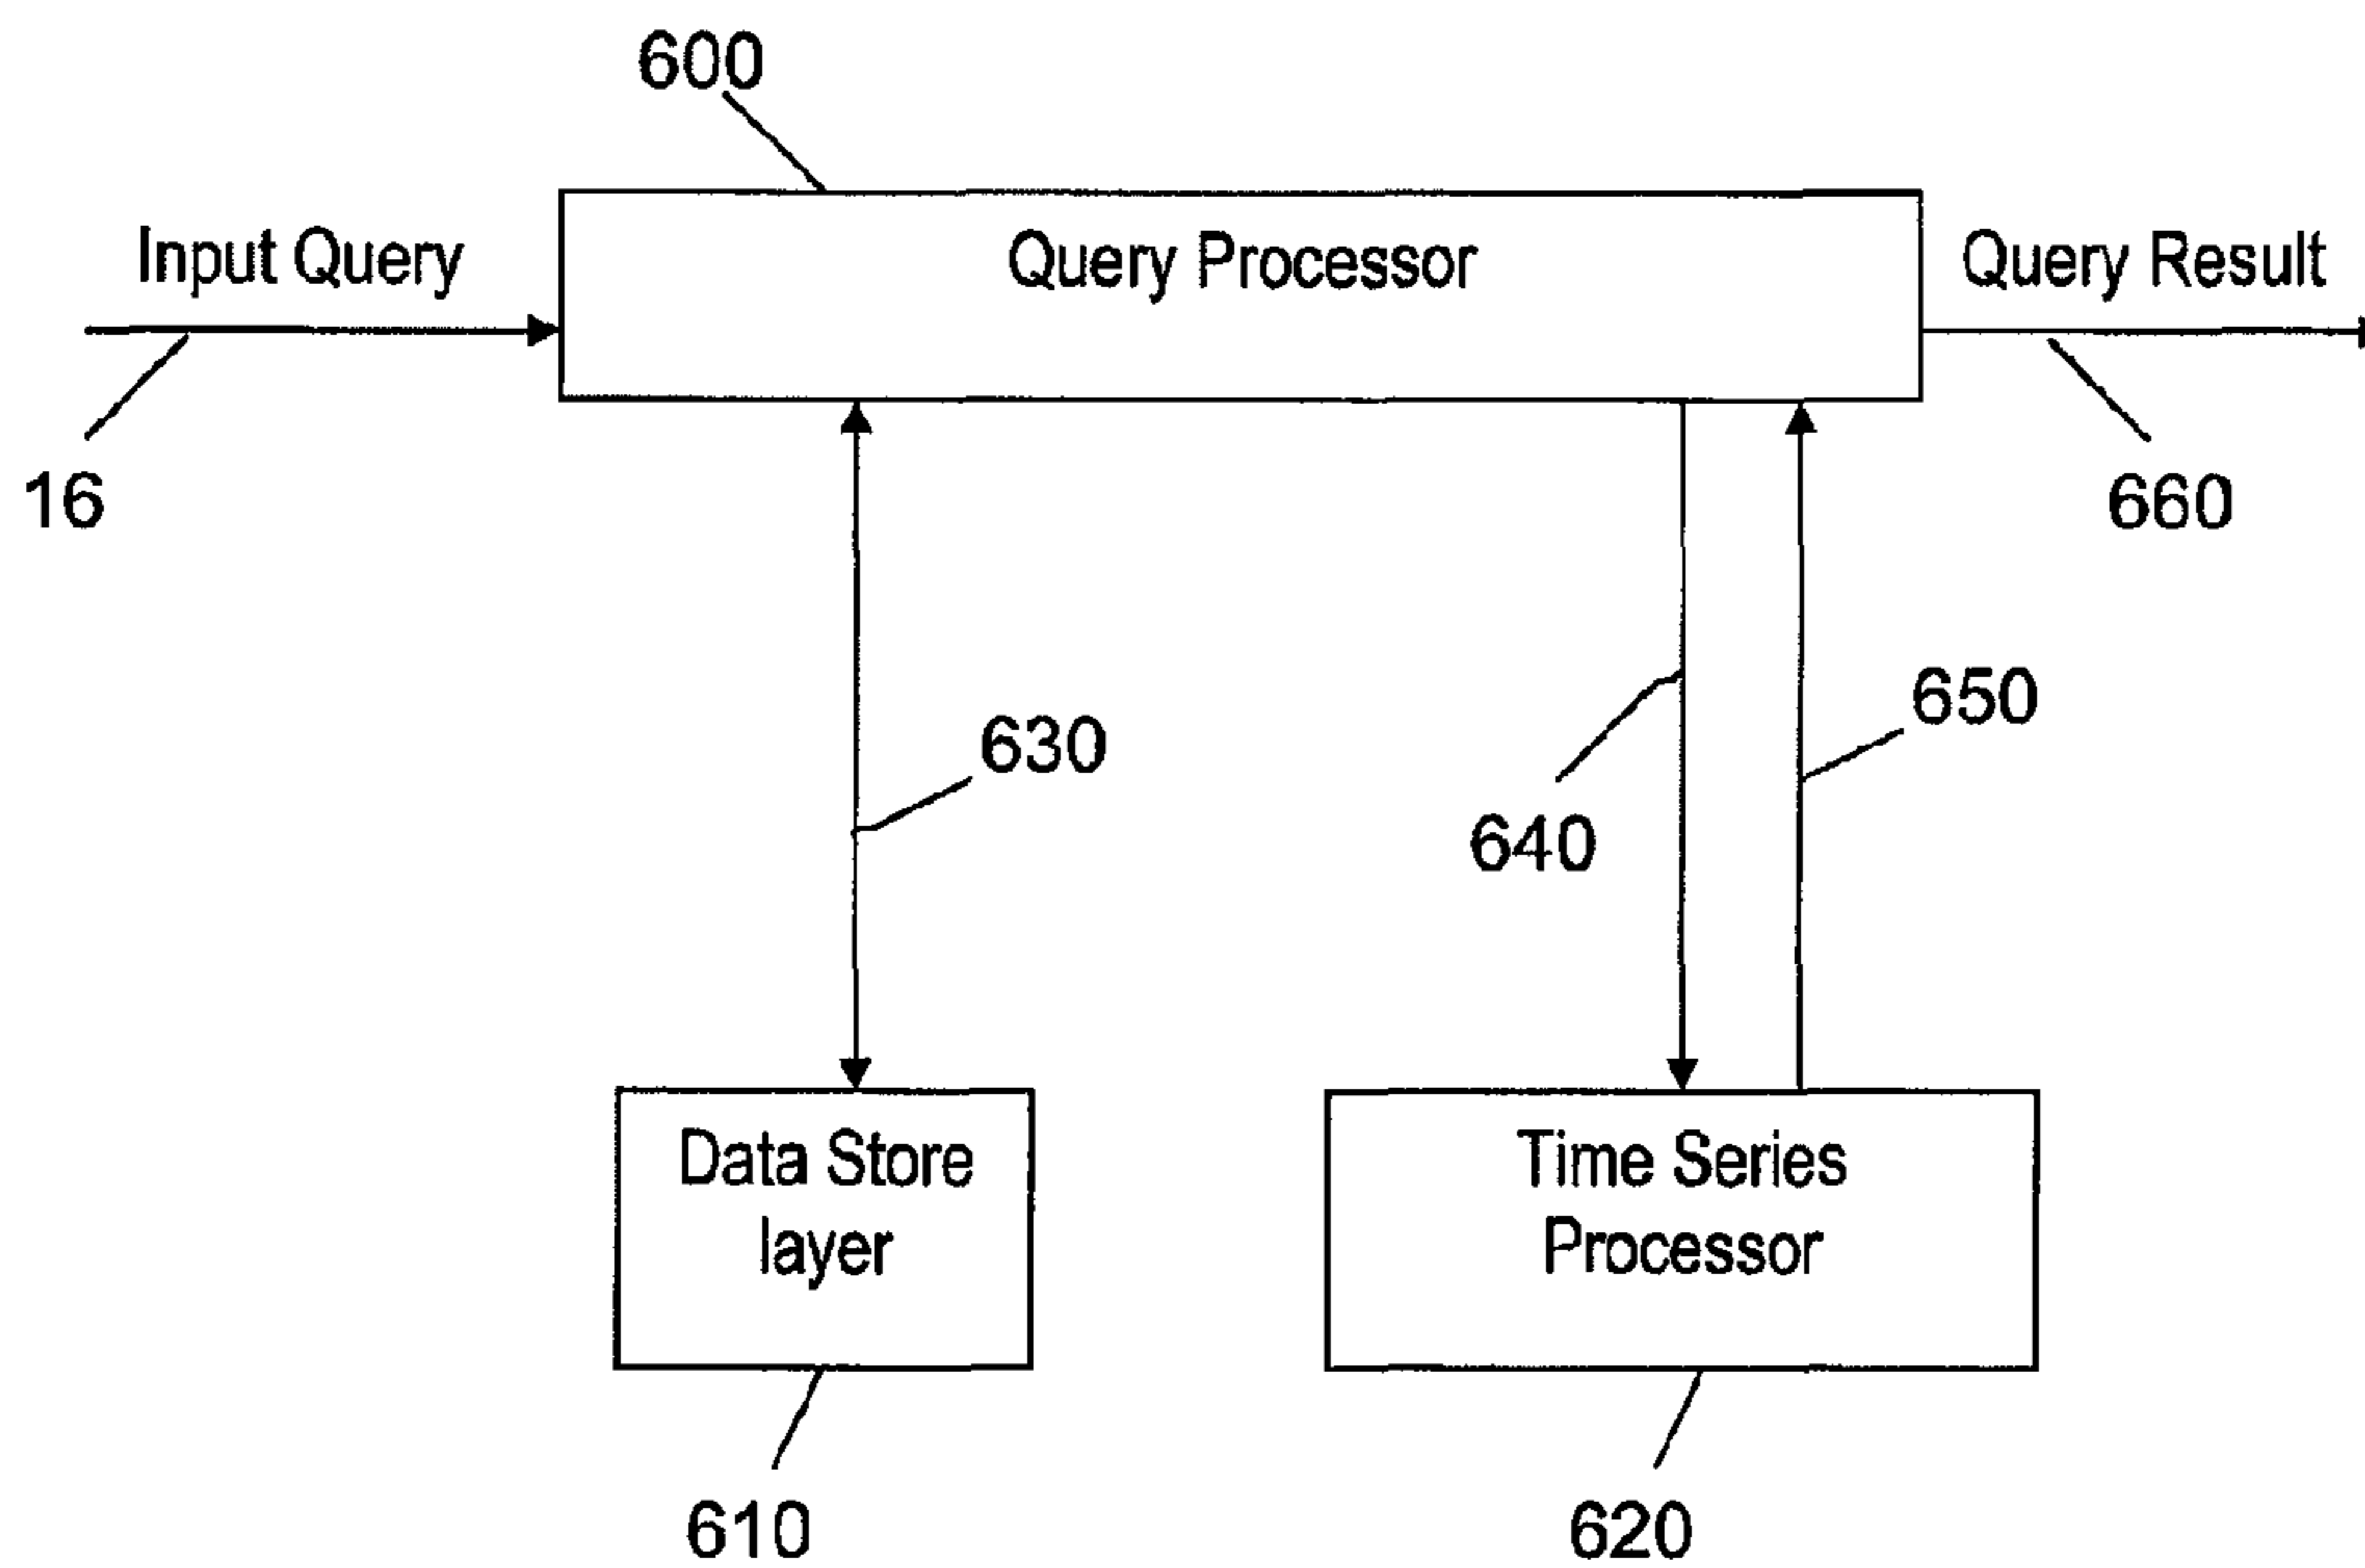 600
Input Query
Query Processor
Query Result
16
660
630
640
650
Data Store
layer
Time Series
Processor
610
620